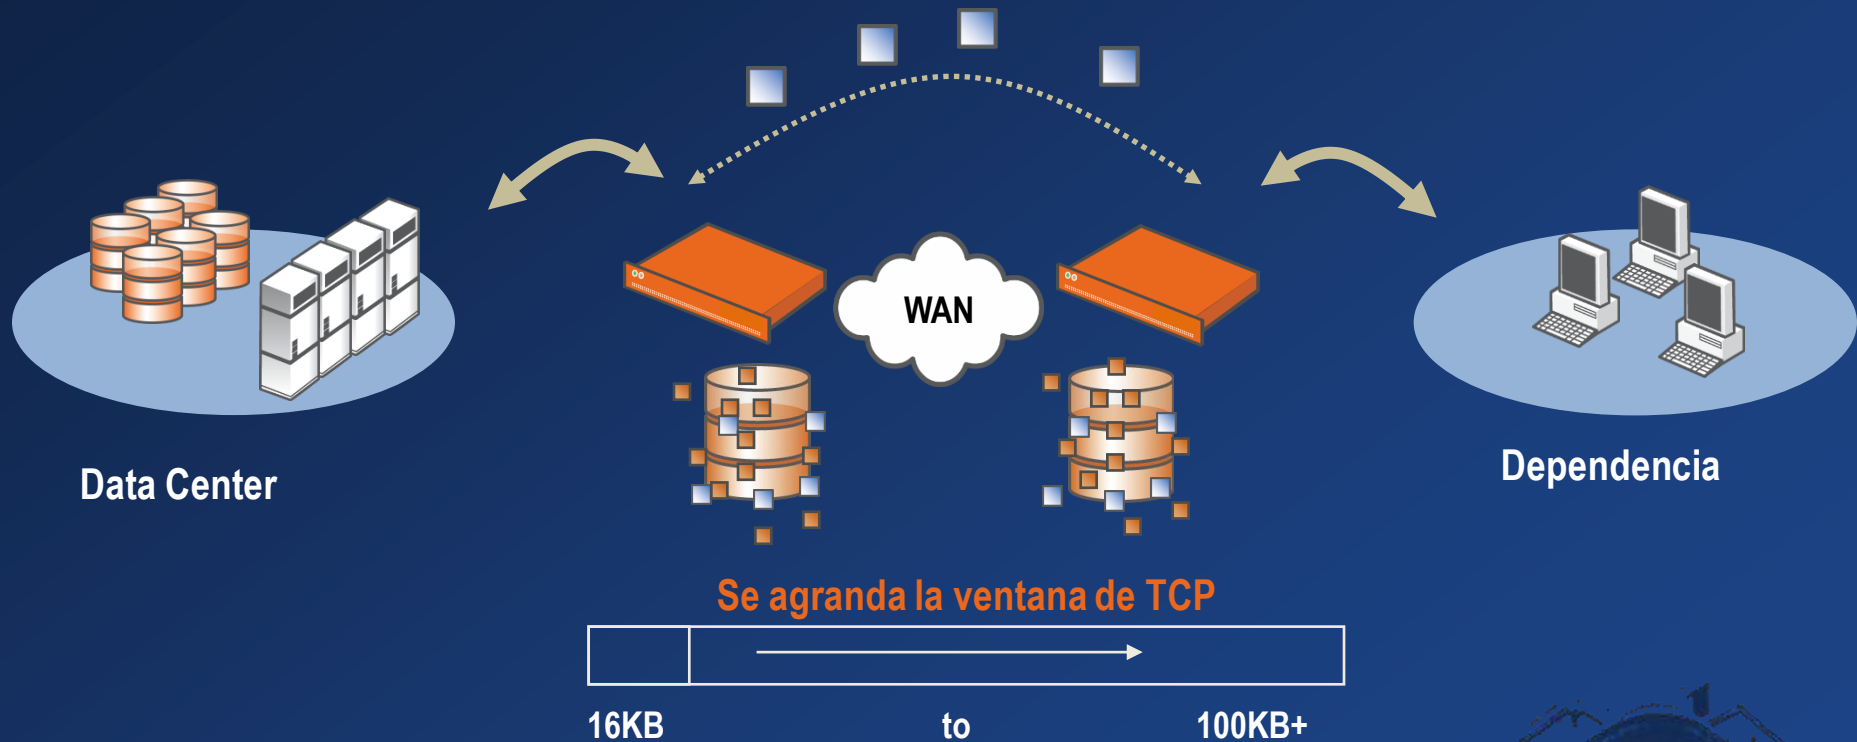 WAN
Data Center
Dependencia
Se agranda la ventana de TCP
16KB to 100KB+